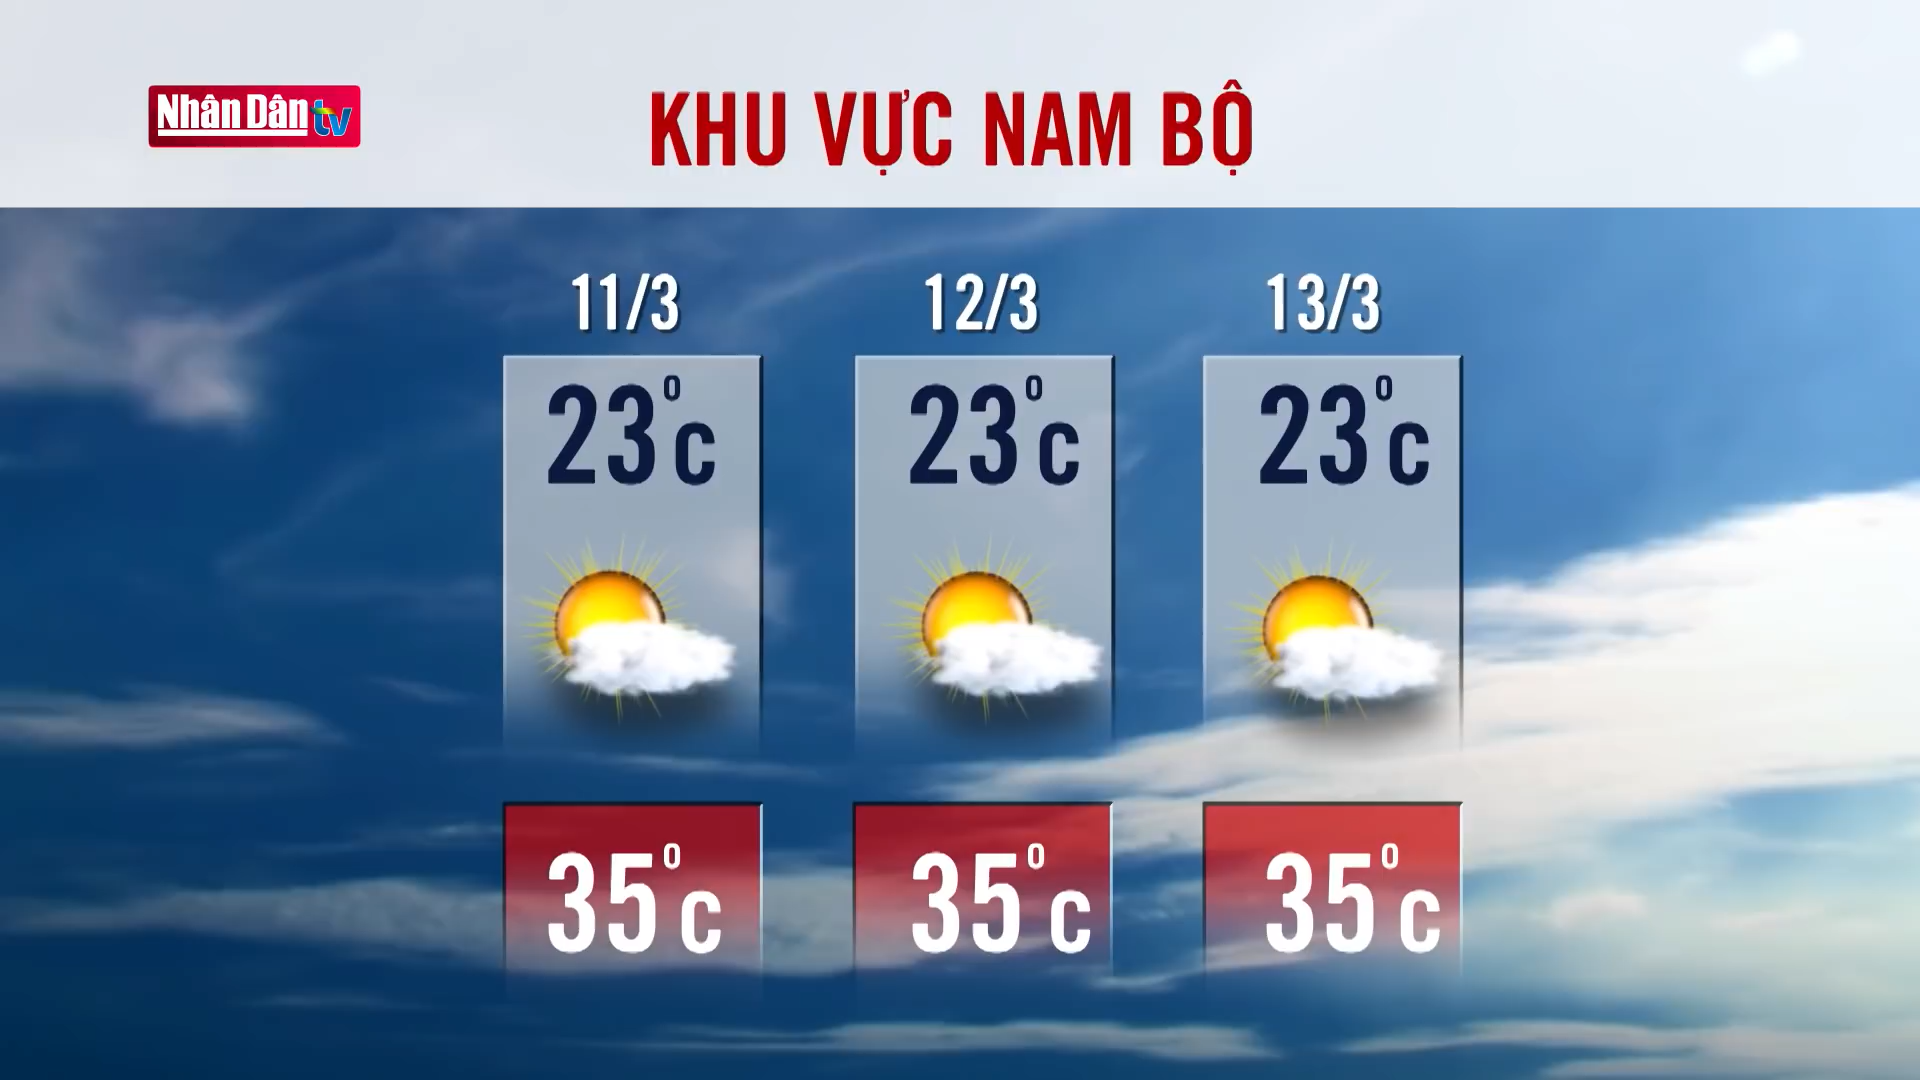 Nhân Dân tv
KHU VỰC NAM BỘ
11/3 12/3 13/3
23°C 23°C 23°C
35°C 35°C 35°C